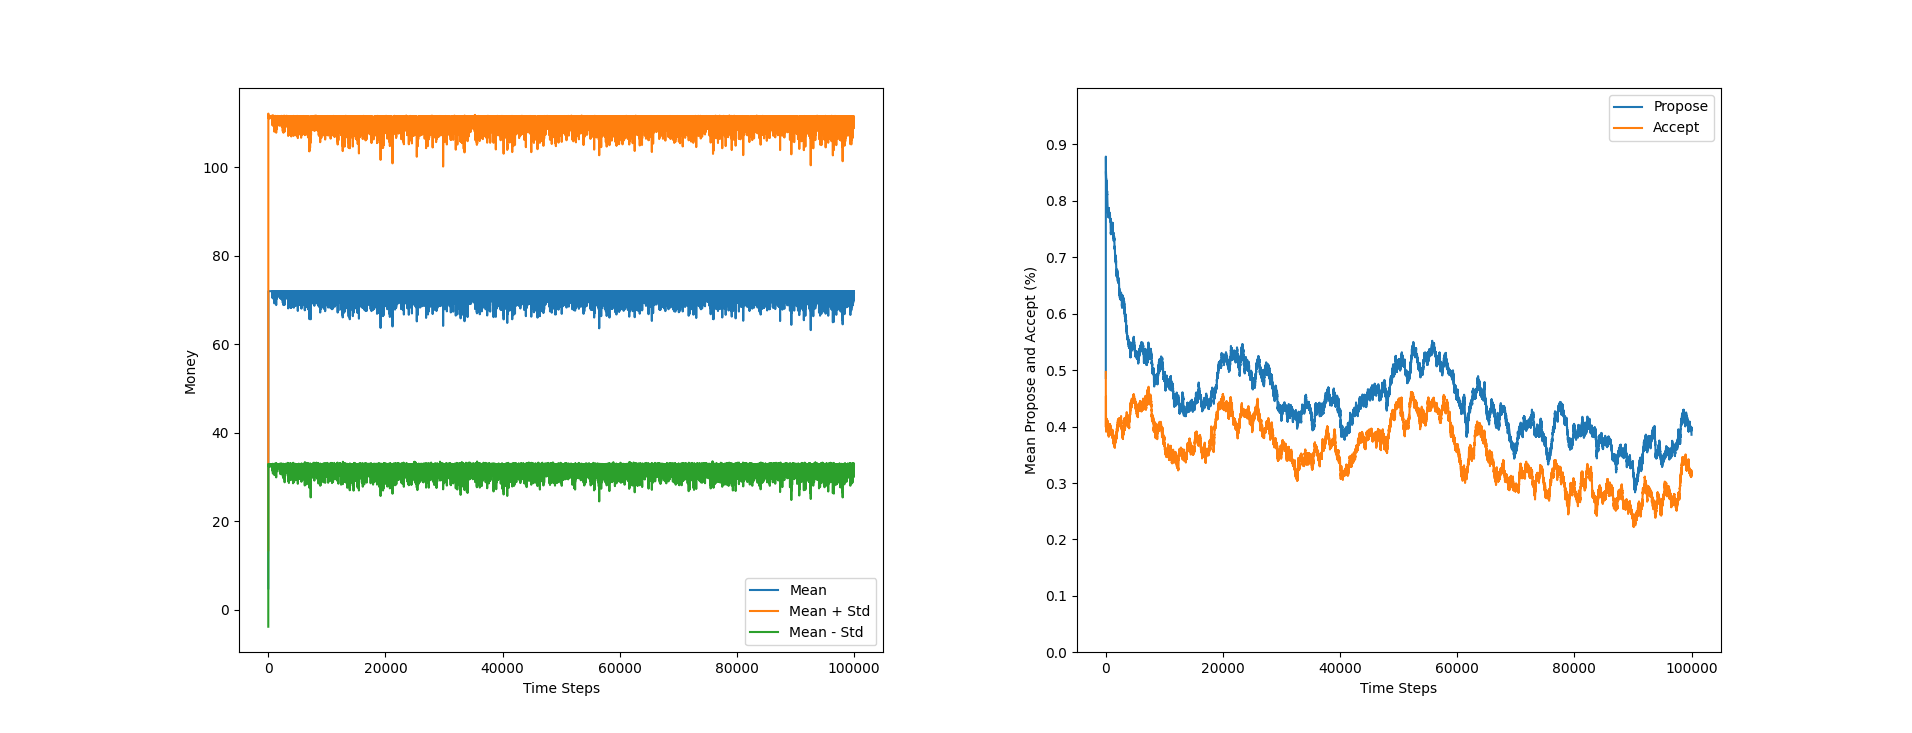 100
80
60
40
20
0
Money
0 20000 40000 60000 80000 100000
Time Steps
Mean
Mean + Std
Mean - Std
0.9
0.8
0.7
0.6
0.5
0.4
0.3
0.2
0.1
0.0
Mean Propose and Accept (%)
0 20000 40000 60000 80000 100000
Time Steps
Propose
Accept